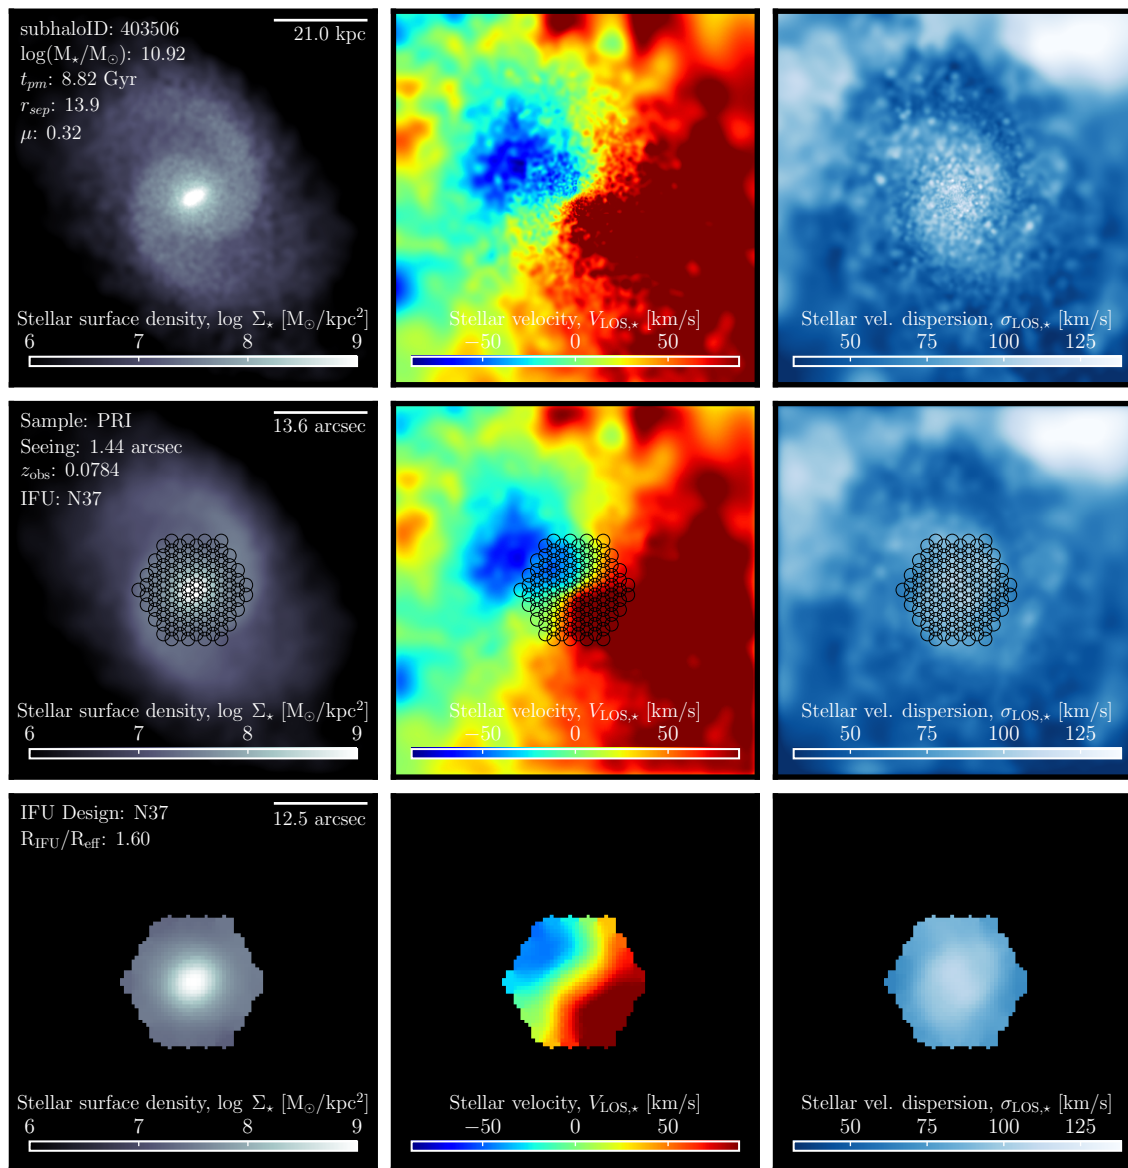 subhaloID: 403506
log(M⋆/M⊙): 10.92
t_pm: 8.82 Gyr
r_sep: 13.9
μ: 0.32
21.0 kpc
Stellar surface density, log Σ⋆ [M⊙/kpc²]
6 7 8 9
Stellar velocity, V_LOS,⋆ [km/s]
−50 0 50
Stellar vel. dispersion, σ_LOS,⋆ [km/s]
50 75 100 125
Sample: PRI
Seeing: 1.44 arcsec
z_obs: 0.0784
IFU: N37
13.6 arcsec
Stellar surface density, log Σ⋆ [M⊙/kpc²]
6 7 8 9
Stellar velocity, V_LOS,⋆ [km/s]
−50 0 50
Stellar vel. dispersion, σ_LOS,⋆ [km/s]
50 75 100 125
IFU Design: N37
R_IFU/R_eff: 1.60
12.5 arcsec
Stellar surface density, log Σ⋆ [M⊙/kpc²]
6 7 8 9
Stellar velocity, V_LOS,⋆ [km/s]
−50 0 50
Stellar vel. dispersion, σ_LOS,⋆ [km/s]
50 75 100 125